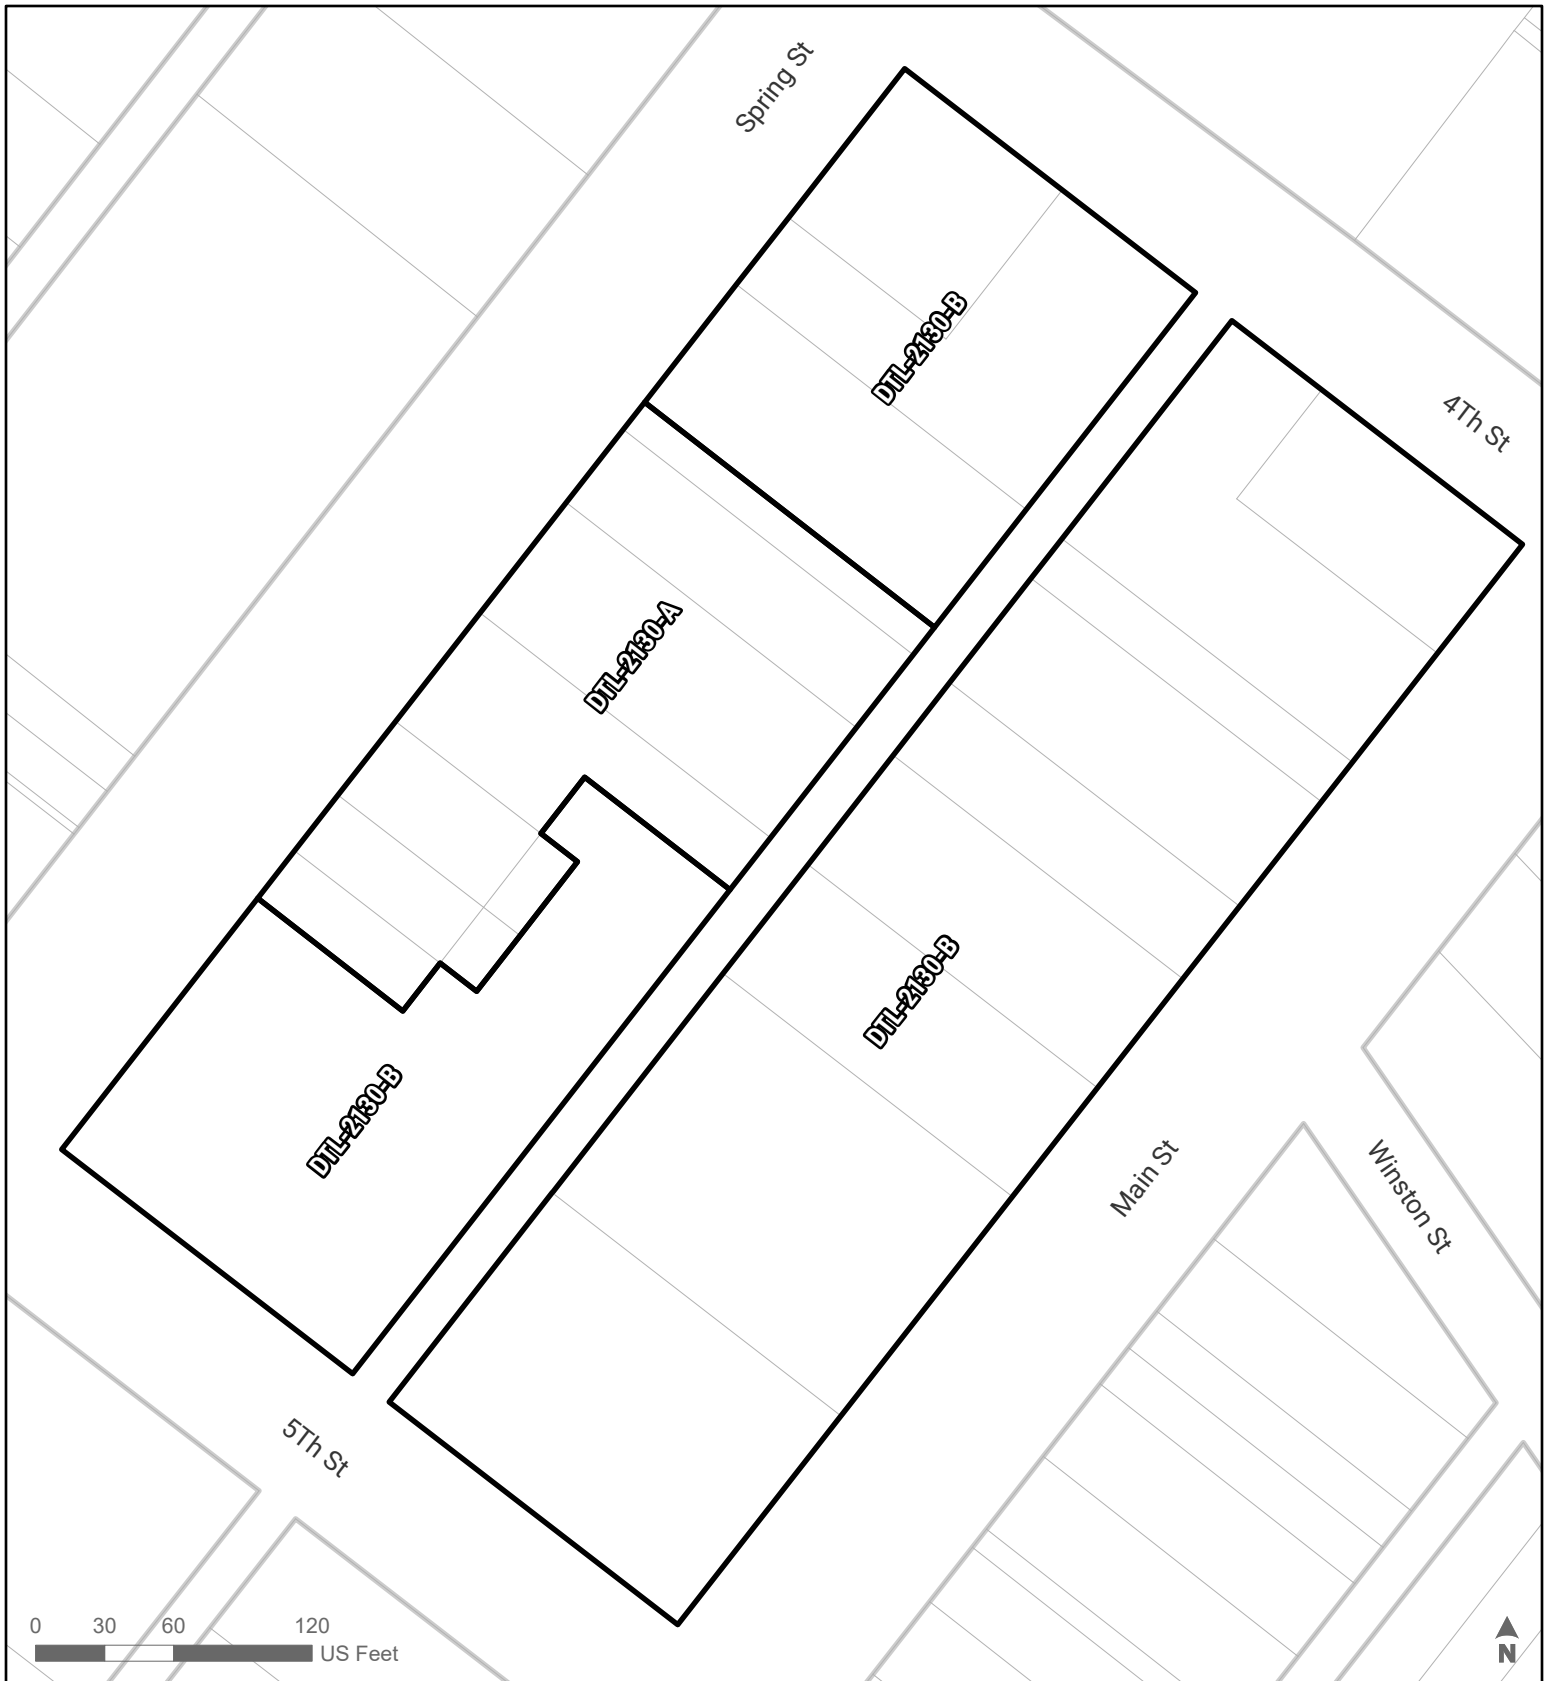 Spring St
DTL-2130-B
4Th St
DTL-2130-A
DTL-2130-B
DTL-2130-B
Main St
Winston St
5Th St
0 30 60 120
US Feet
N